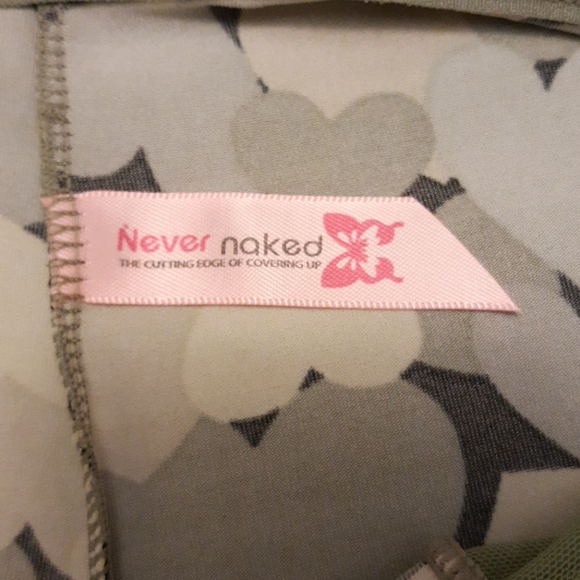 Never naked
THE CUTTING EDGE OF COVERING UP